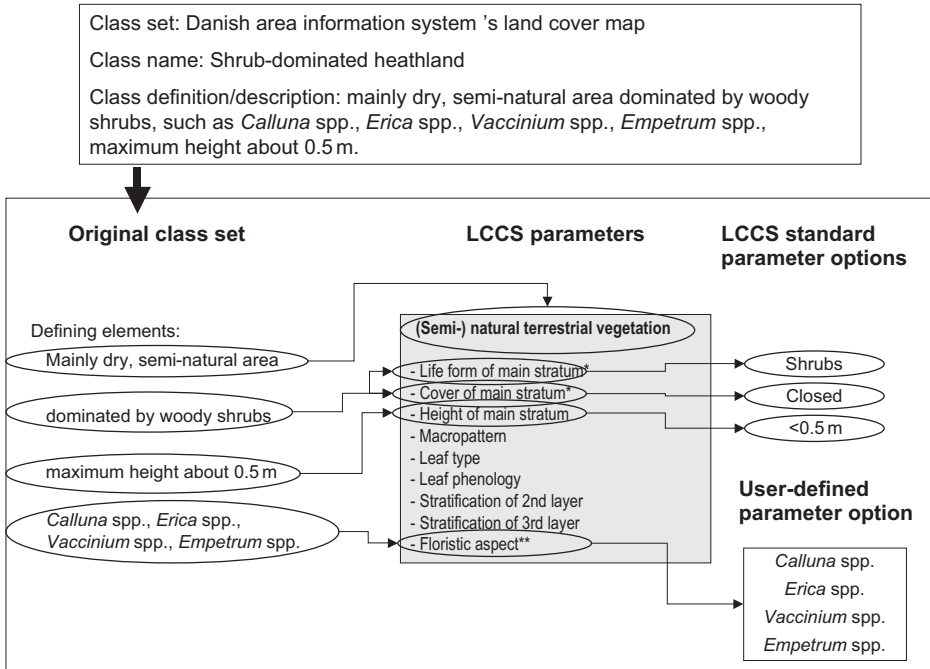 Class set: Danish area information system 's land cover map
Class name: Shrub-dominated heathland
Class definition/description: mainly dry, semi-natural area dominated by woody
shrubs, such as Calluna spp., Erica spp., Vaccinium spp., Empetrum spp.,
maximum height about 0.5 m.
Original class set
LCCS parameters
LCCS standard
parameter options
Defining elements:
Mainly dry, semi-natural area
dominated by woody shrubs
maximum height about 0.5 m
Calluna spp., Erica spp.,
Vaccinium spp., Empetrum spp.
(Semi-) natural terrestrial vegetation
- Life form of main stratum*
- Cover of main stratum*
- Height of main stratum
- Macropattern
- Leaf type
- Leaf phenology
- Stratification of 2nd layer
- Stratification of 3rd layer
- Floristic aspect**
Shrubs
Closed
<0.5 m
User-defined
parameter option
Calluna spp.
Erica spp.
Vaccinium spp.
Empetrum spp.